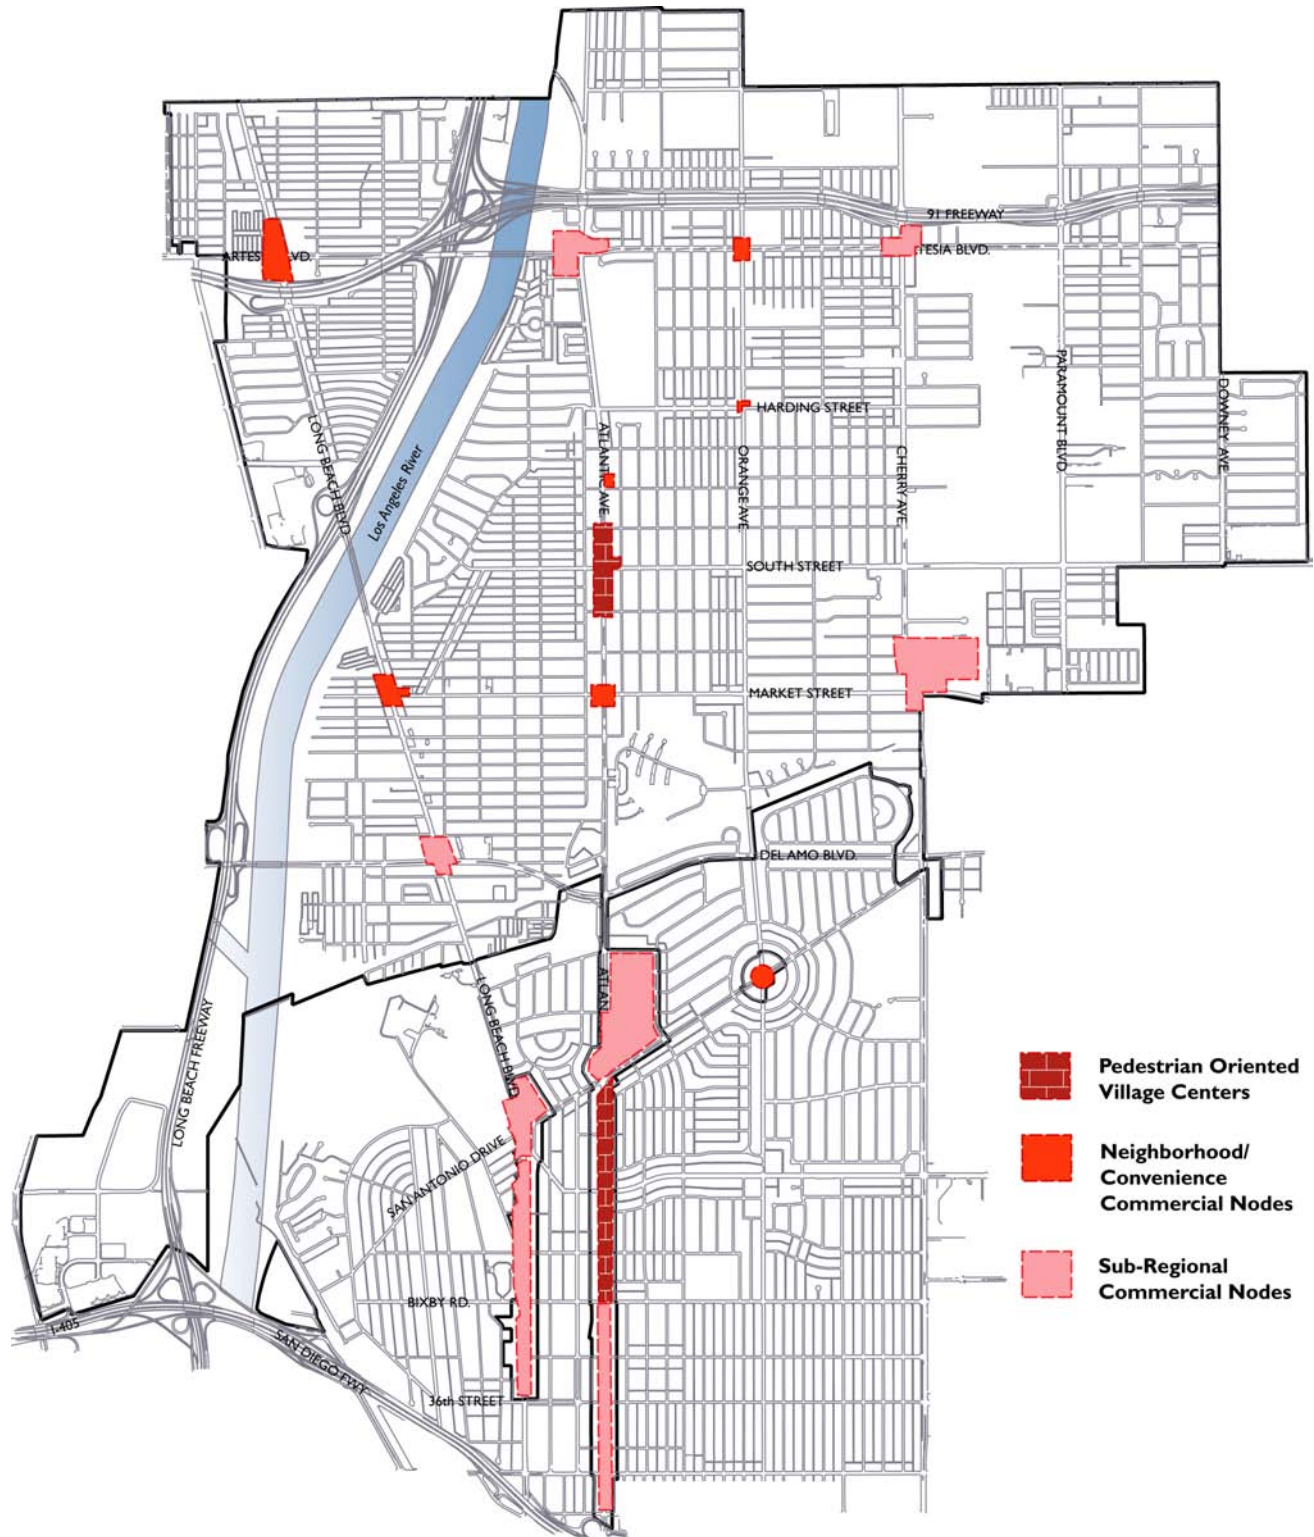 91 FREEWAY
ARTES VLVD.
TESIA BLVD.
HARDING STREET
PARAMOUNT BLVD.
DOWNEY AVE.
LONG BEACH BLVD.
Los Angeles River
ATLANTIC AVE.
ORANGE AVE.
CHERRY AVE.
SOUTH STREET
MARKET STREET
DEL AMO BLVD.
ATLAN
LONG BEACH BLVD.
LONG BEACH FREEWAY
SAN ANTONIO DRIVE
BIXBY RD.
I-405
SAN DIEGO FWY
36th STREET
Pedestrian Oriented
Village Centers
Neighborhood/
Convenience
Commercial Nodes
Sub-Regional
Commercial Nodes